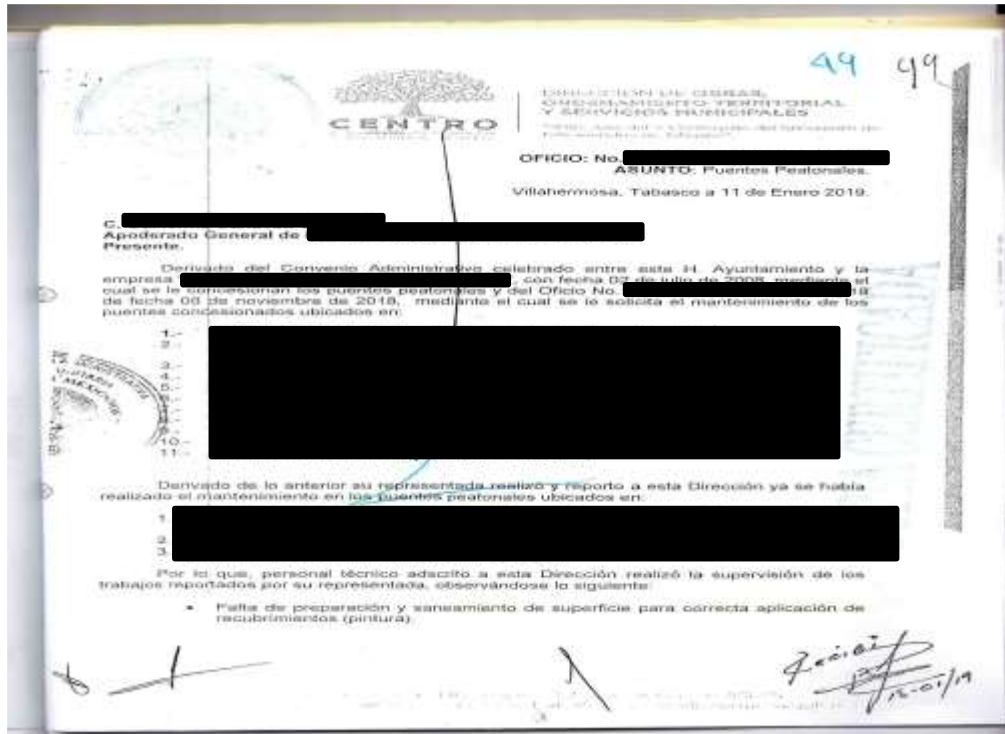 49 49
CENTRO
DIRECCIÓN DE OBRAS,
ORDENAMIENTO TERRITORIAL
Y SERVICIOS MUNICIPALES
OFICIO: No.
ASUNTO: Puentes Peatonales.
Villahermosa, Tabasco a 11 de Enero 2019.
C.
Apoderado General de
Presente.
Derivado del Convenio Administrativo celebrado entre este H. Ayuntamiento y la
empresa , con fecha 02 de julio de 2008, mediante el
cual se le concesionan los puentes peatonales y del Oficio No. 18
de fecha 06 de noviembre de 2018, mediante el cual se le solicita el mantenimiento de los
puentes concesionados ubicados en:
1.-
2.-
3.-
4.-
5.-
10.-
11.-
Derivado de lo anterior su representada realizó y reporto a esta Dirección ya se había
realizado el mantenimiento en los puentes peatonales ubicados en:
1.
2.
3.
Por lo que, personal técnico adscrito a esta Dirección realizó la supervisión de los
trabajos reportados por su representada, observándose lo siguiente:
• Falta de preparación y saneamiento de superficie para correcta aplicación de
recubrimientos (pintura).
Recibí
15-01/19